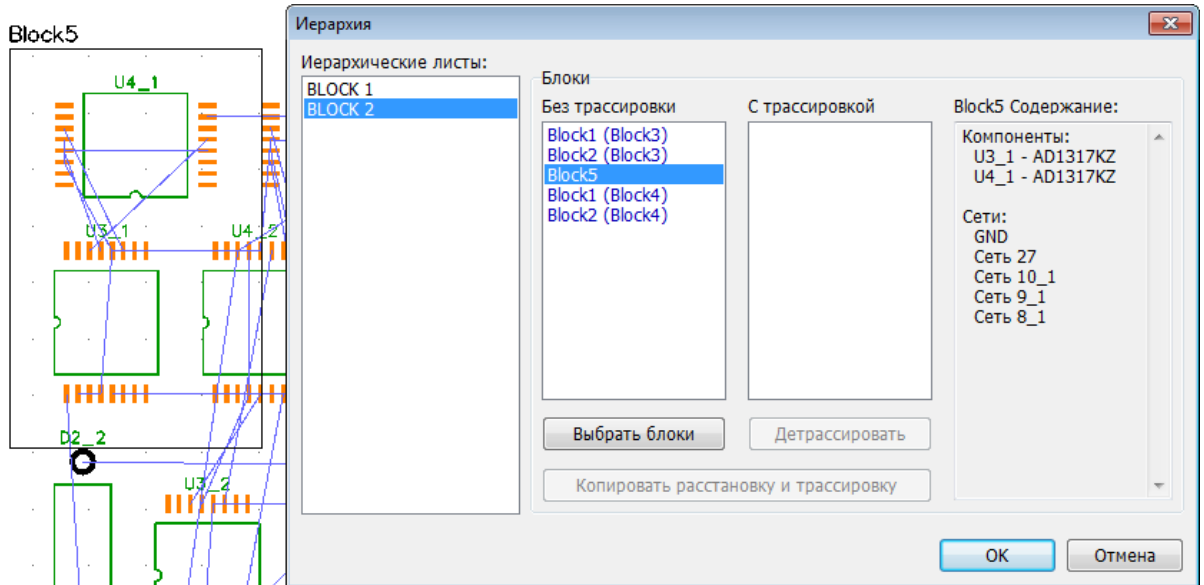 Block5
U4_1
U3_1
U4_2
D2_2
U3_2
Иерархия
Иерархические листы:
BLOCK 1
BLOCK 2
Блоки
Без трассировки
Block1 (Block3)
Block2 (Block3)
Block5
Block1 (Block4)
Block2 (Block4)
С трассировкой
Block5 Содержание:
Компоненты:
U3_1 - AD1317KZ
U4_1 - AD1317KZ
Сети:
GND
Сеть 27
Сеть 10_1
Сеть 9_1
Сеть 8_1
Выбрать блоки
Детрассировать
Копировать расстановку и трассировку
OK
Отмена